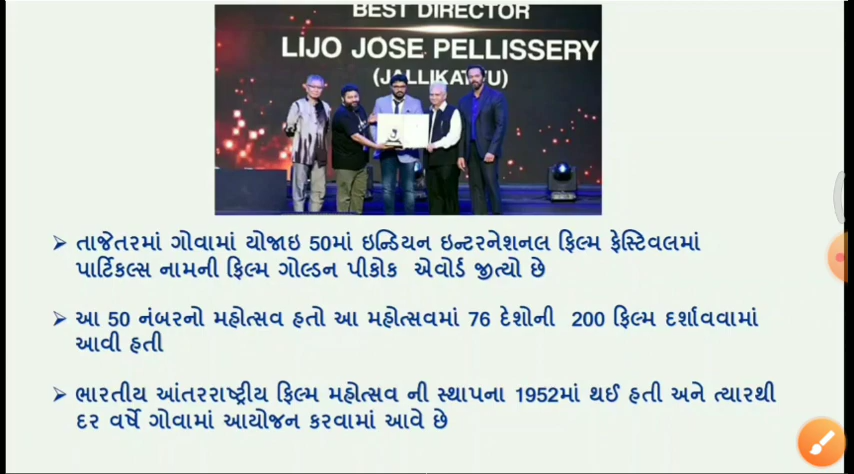 BEST DIRECTOR
LIJO JOSE PELLISSERY
(JALLIKATTU)
➢ તાજેતરમાં ગોવામાં યોજાઇ 50માં ઇન્ડિયન ઇન્ટરનેશનલ ફિલ્મ ફેસ્ટિવલમાં
પાર્ટિકલ્સ નામની ફિલ્મ ગોલ્ડન પીકોક એવોર્ડ જીત્યો છે
➢ આ 50 નંબરનો મહોત્સવ હતો આ મહોત્સવમાં 76 દેશોની 200 ફિલ્મ દર્શાવવામાં
આવી હતી
➢ ભારતીય આંતરરાષ્ટ્રીય ફિલ્મ મહોત્સવ ની સ્થાપના 1952માં થઈ હતી અને ત્યારથી
દર વર્ષે ગોવામાં આયોજન કરવામાં આવે છે